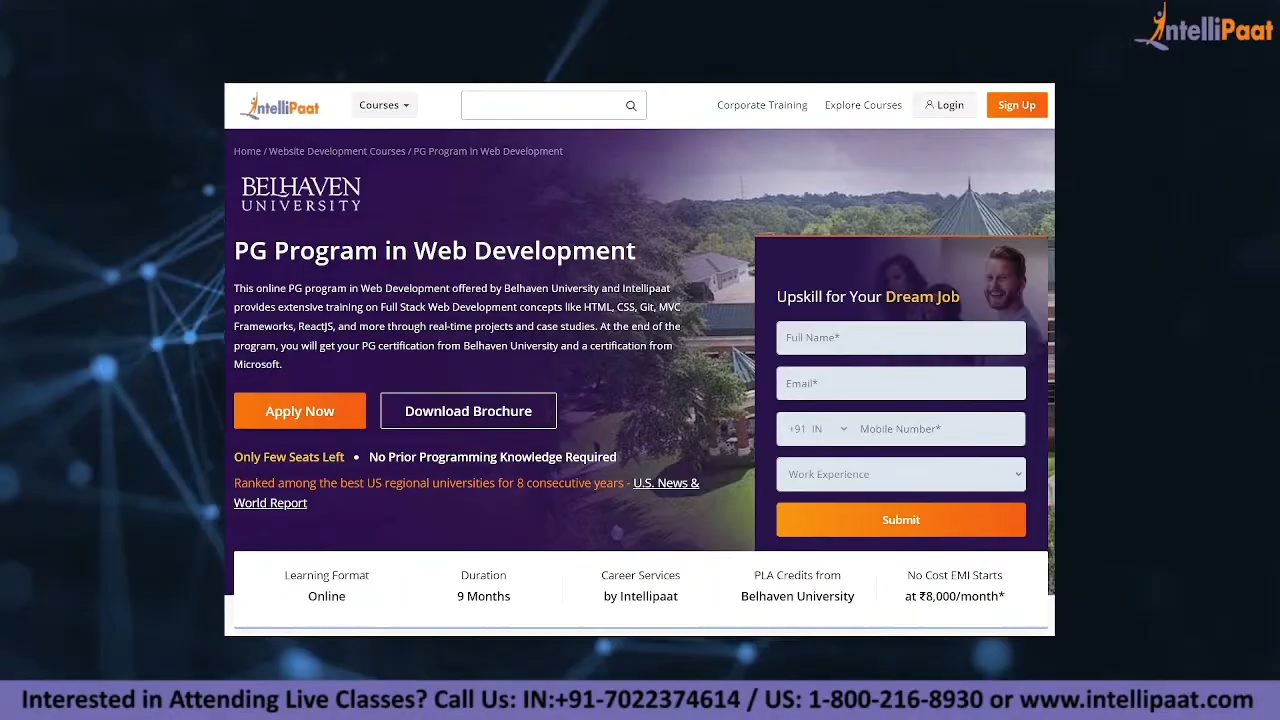 IntelliPaat
IntelliPaat
Courses
Corporate Training
Explore Courses
Login
Sign Up
Home / Website Development Courses / PG Program in Web Development
BELHAVEN
UNIVERSITY
PG Program in Web Development
This online PG program in Web Development offered by Belhaven University and Intellipaat
provides extensive training on Full Stack Web Development concepts like HTML, CSS, Git, MVC
Frameworks, ReactJS, and more through real-time projects and case studies. At the end of the
program, you will get your PG certification from Belhaven University and a certification from
Microsoft.
Apply Now
Download Brochure
Only Few Seats Left • No Prior Programming Knowledge Required
Ranked among the best US regional universities for 8 consecutive years - U.S. News &
World Report
Upskill for Your Dream Job
Full Name*
Email*
+91 IN Mobile Number*
Work Experience
Submit
Learning Format
Online
Duration
9 Months
Career Services
by Intellipaat
PLA Credits from
Belhaven University
No Cost EMI Starts
at ₹8,000/month*
Interested in Attending Live Classes? Call Us: IN:+91-7022374614 / US: 1-800-216-8930 or www.intellipaat.com